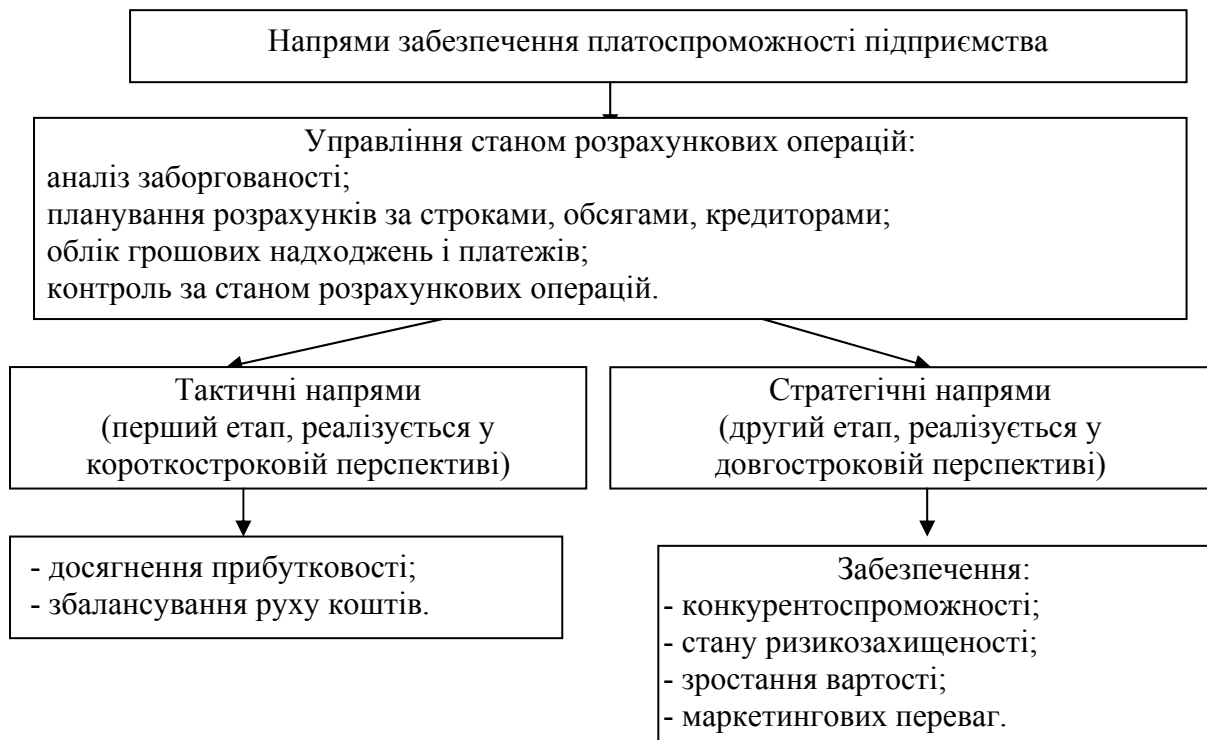 Напрями забезпечення платоспроможності підприємства
Управління станом розрахункових операцій:
аналіз заборгованості;
планування розрахунків за строками, обсягами, кредиторами;
облік грошових надходжень і платежів;
контроль за станом розрахункових операцій.
Тактичні напрями
(перший етап, реалізується у
короткостроковій перспективі)
Стратегічні напрями
(другий етап, реалізується у
довгостроковій перспективі)
- досягнення прибутковості;
- збалансування руху коштів.
Забезпечення:
- конкурентоспроможності;
- стану ризикозахищеності;
- зростання вартості;
- маркетингових переваг.